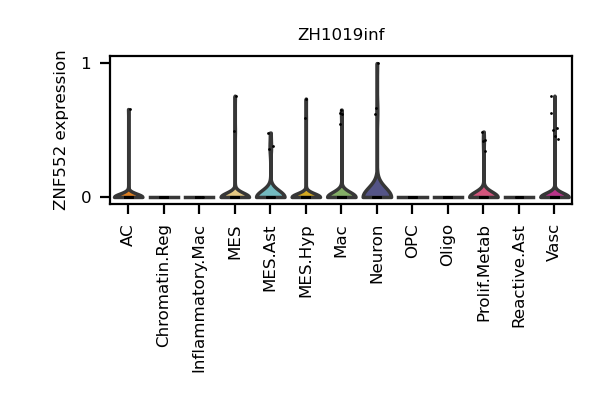 ZH1019inf
ZNF552 expression
1
0
AC
Chromatin.Reg
Inflammatory.Mac
MES
MES.Ast
MES.Hyp
Mac
Neuron
OPC
Oligo
Prolif.Metab
Reactive.Ast
Vasc